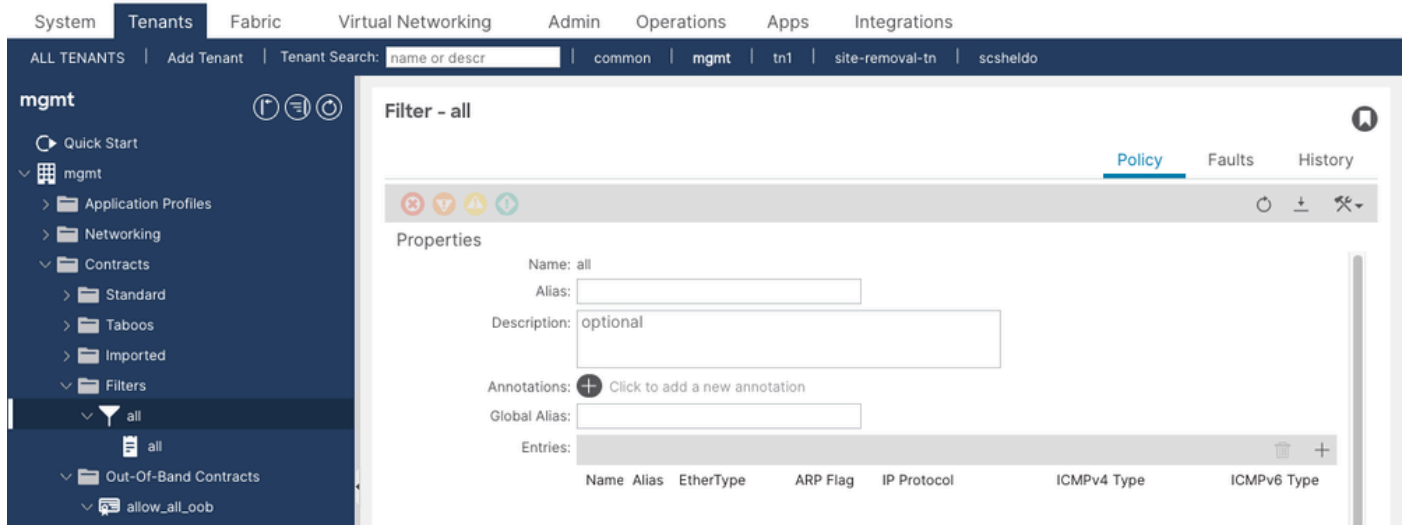 System Tenants Fabric Virtual Networking Admin Operations Apps Integrations
ALL TENANTS | Add Tenant | Tenant Search: name or descr | common | mgmt | tn1 | site-removal-tn | scsheldo
mgmt
Quick Start
mgmt
Application Profiles
Networking
Contracts
Standard
Taboos
Imported
Filters
all
all
Out-Of-Band Contracts
allow_all_oob
Filter - all
Policy Faults History
Properties
Name: all
Alias:
Description: optional
Annotations: Click to add a new annotation
Global Alias:
Entries:
Name Alias EtherType ARP Flag IP Protocol ICMPv4 Type ICMPv6 Type